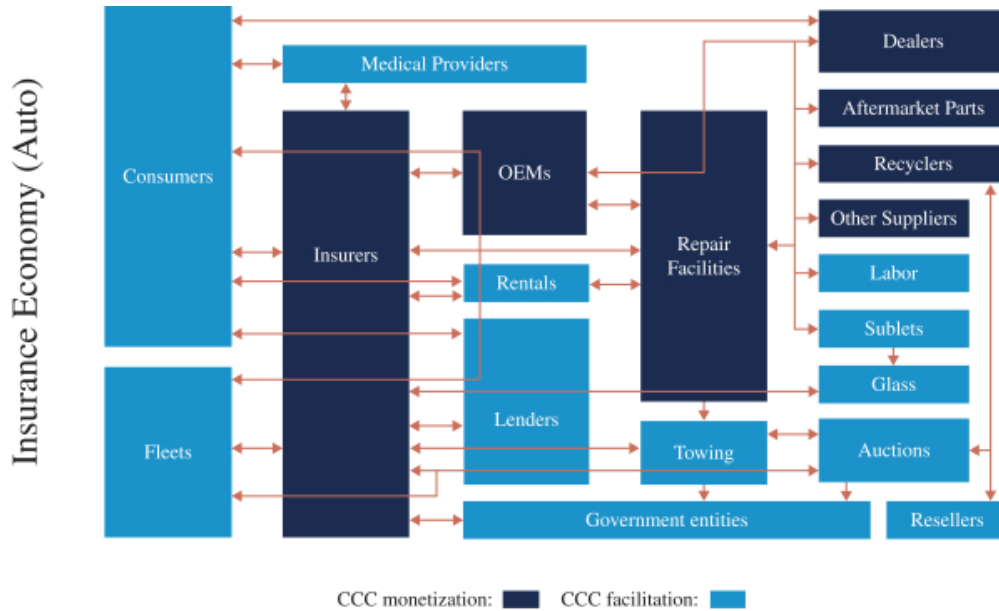 Insurance Economy (Auto)
Consumers
Fleets
Medical Providers
Insurers
OEMs
Rentals
Lenders
Government entities
Repair
Facilities
Towing
Dealers
Aftermarket Parts
Recyclers
Other Suppliers
Labor
Sublets
Glass
Auctions
Resellers
CCC monetization:
CCC facilitation: